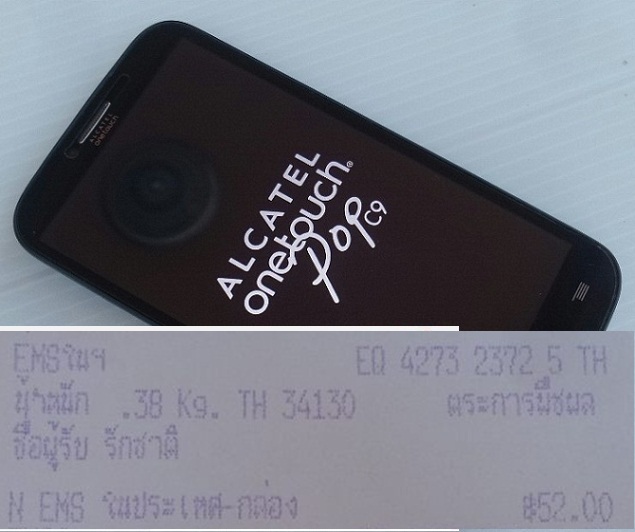 ALCATEL
onetouch
ALCATEL
onetouch®
POP C9
EMSในฯ EQ 4273 2372 5 TH
น้ำหนัก .38 Kg. TH 34130 ตระการพืชผล
ชื่อผู้รับ รักชาติ
N EMS ในประเทศ-กล่อง ฿52.00